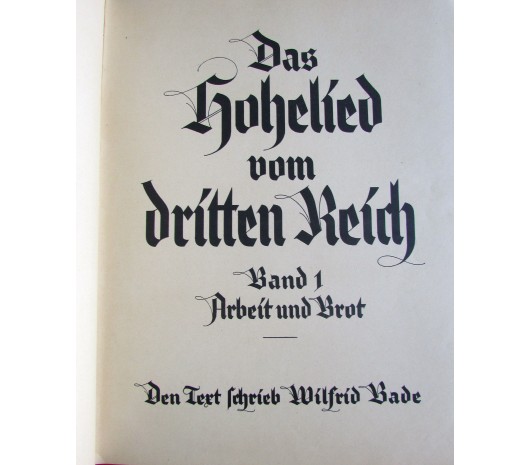 Das
Hohelied
vom
dritten Reich
Band 1
Arbeit und Brot
Den Text schrieb Wilfrid Bade